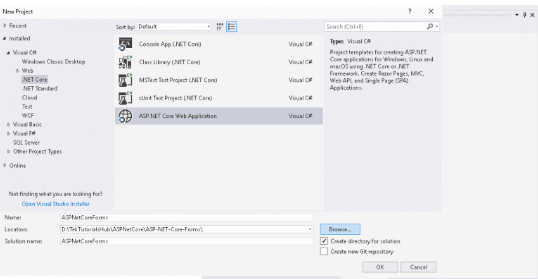 New Project
Recent
Sort by: Default
Search (Ctrl+E)
Installed
Visual C#
Windows Classic Desktop
Web
.NET Core
.NET Standard
Cloud
Test
WCF
Visual Basic
Visual F#
SQL Server
Other Project Types
Online
Not finding what you are looking for?
Open Visual Studio Installer
Console App (.NET Core) Visual C#
Class Library (.NET Core) Visual C#
MSTest Test Project (.NET Core) Visual C#
xUnit Test Project (.NET Core) Visual C#
ASP.NET Core Web Application Visual C#
Type: Visual C#
Project templates for creating ASP.NET
Core applications for Windows, Linux and
macOS using .NET Core or .NET
Framework. Create Razor Pages, MVC,
Web API, and Single Page (SPA)
Applications.
Name: ASPNetCoreForms
Location: D:\TekTutorialsHub\ASPNetCore\ASP-NET-Core-Forms\
Browse...
Solution name: ASPNetCoreForms
Create directory for solution
Create new Git repository
OK Cancel